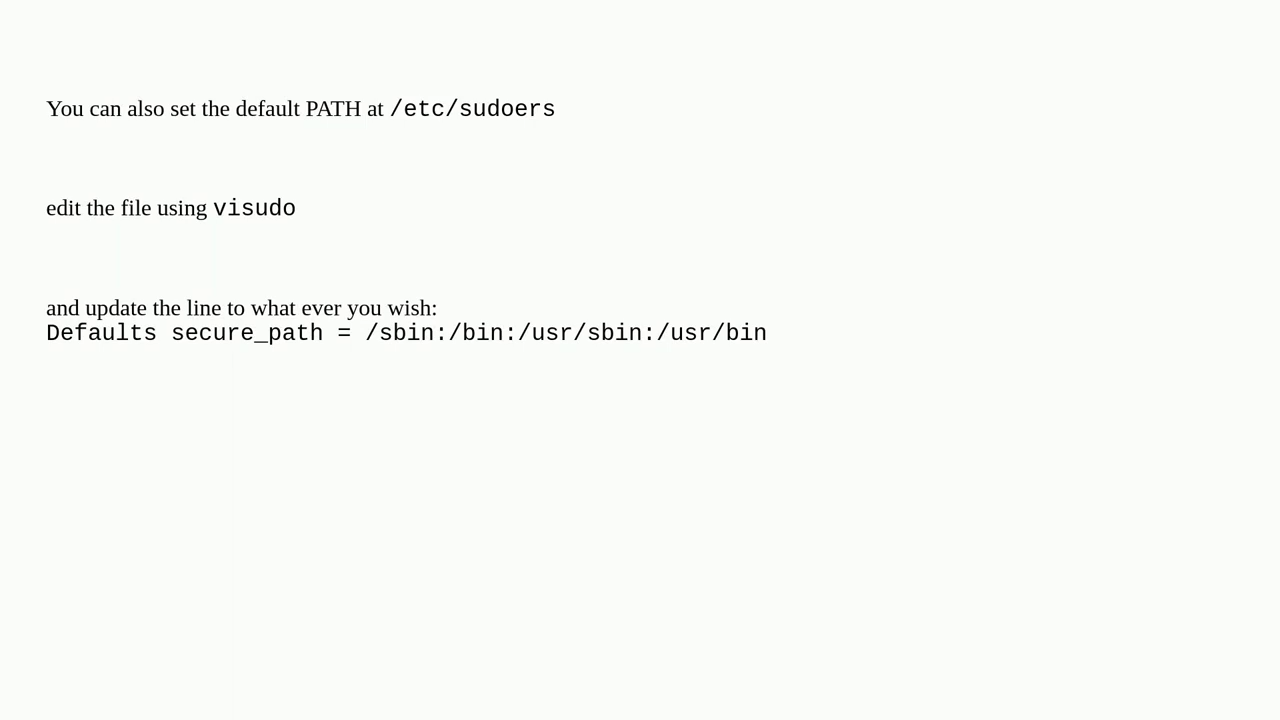 You can also set the default PATH at /etc/sudoers
edit the file using visudo
and update the line to what ever you wish:
Defaults secure_path = /sbin:/bin:/usr/sbin:/usr/bin